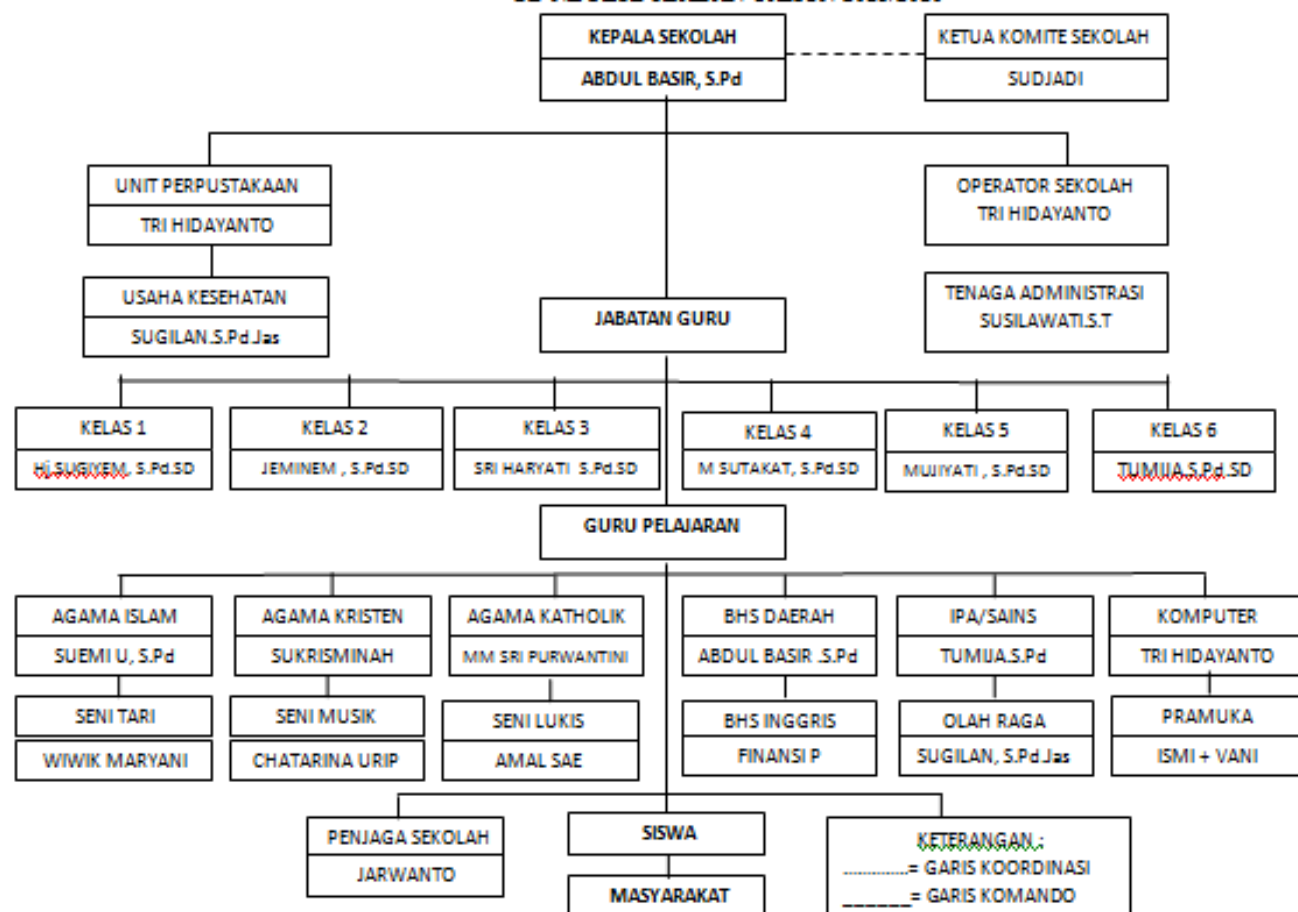 KEPALA SEKOLAH
ABDUL BASIR, S.Pd
KETUA KOMITE SEKOLAH
SUDJADI
UNIT PERPUSTAKAAN
TRI HIDAYANTO
OPERATOR SEKOLAH
TRI HIDAYANTO
USAHA KESEHATAN
SUGILAN.S.Pd.Jas
JABATAN GURU
TENAGA ADMINISTRASI
SUSILAWATI.S.T
KELAS 1
Hj.SUGIYEM, S.Pd.SD
KELAS 2
JEMINEM , S.Pd.SD
KELAS 3
SRI HARYATI S.Pd.SD
KELAS 4
M SUTAKAT, S.Pd.SD
KELAS 5
MUJIYATI , S.Pd.SD
KELAS 6
TUMIJA.S.Pd.SD
GURU PELAJARAN
AGAMA ISLAM
SUEMI U, S.Pd
AGAMA KRISTEN
SUKRISMINAH
AGAMA KATHOLIK
MM SRI PURWANTINI
BHS DAERAH
ABDUL BASIR .S.Pd
IPA/SAINS
TUMIJA.S.Pd
KOMPUTER
TRI HIDAYANTO
SENI TARI
WIWIK MARYANI
SENI MUSIK
CHATARINA URIP
SENI LUKIS
AMAL SAE
BHS INGGRIS
FINANSI P
OLAH RAGA
SUGILAN, S.Pd.Jas
PRAMUKA
ISMI + VANI
PENJAGA SEKOLAH
JARWANTO
SISWA
MASYARAKAT
KETERANGAN :
............= GARIS KOORDINASI
_______= GARIS KOMANDO